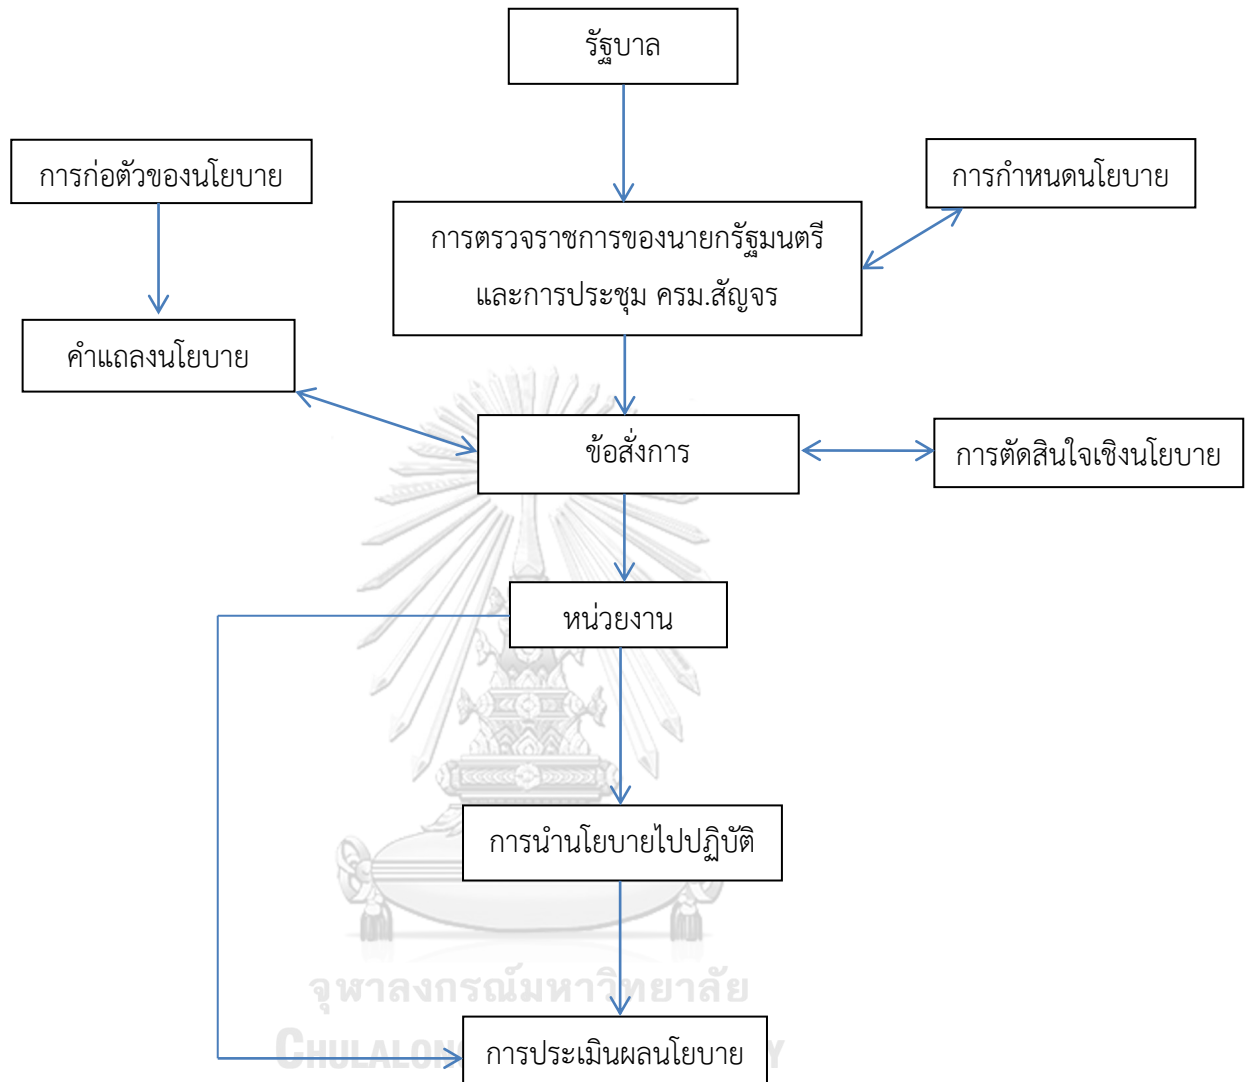 รัฐบาล
การก่อตัวของนโยบาย
การกำหนดนโยบาย
การตรวจราชการของนายกรัฐมนตรี
และการประชุม ครม.สัญจร
คำแถลงนโยบาย
ข้อสั่งการ
การตัดสินใจเชิงนโยบาย
หน่วยงาน
การนำนโยบายไปปฏิบัติ
จุฬาลงกรณ์มหาวิทยาลัย
การประเมินผลนโยบาย